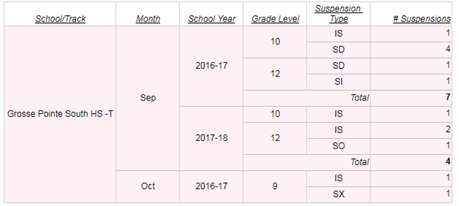 School/Track Month School Year Grade Level Suspension Type # Suspensions
Grosse Pointe South HS -T Sep 2016-17 10 IS 1
SD 4
12 SD 1
SI 1
Total 7
2017-18 10 IS 1
12 IS 2
SO 1
Total 4
Oct 2016-17 9 IS 1
SX 1